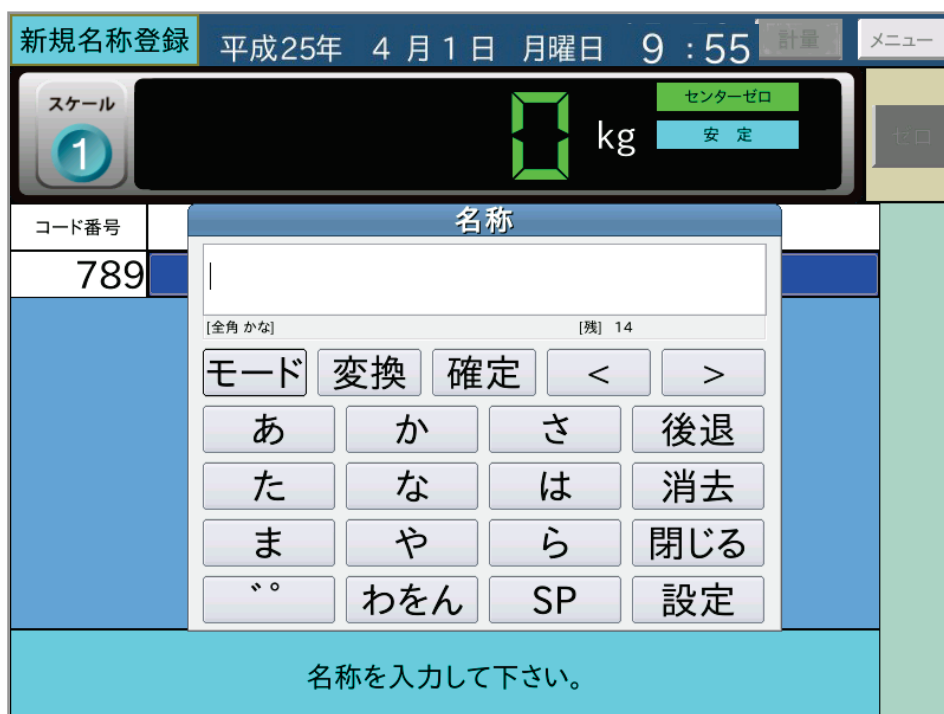 新規名称登録 平成25年 4月1日 月曜日 9:55 計量 メニュー
スケール 1 0 kg センターゼロ
安 定
ゼロ
コード番号
789
名称
[全角 かな] [残] 14
モード 変換 確定 < >
あ か さ 後退
た な は 消去
ま や ら 閉じる
゛゜ わをん SP 設定
名称を入力して下さい。